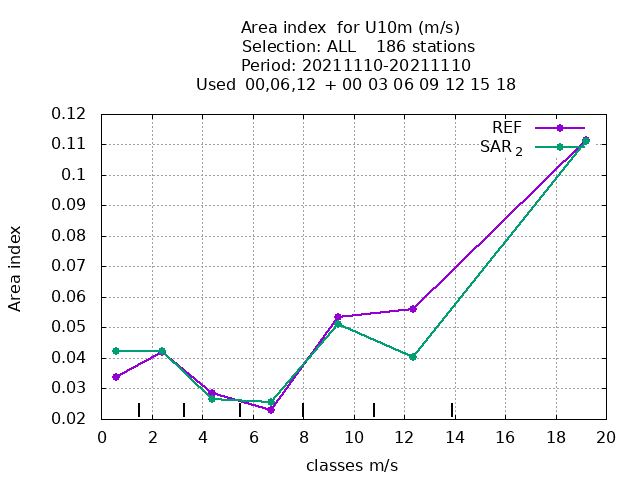 Area index  for U10m (m/s)
Selection: ALL    186 stations
Period: 20211110-20211110
Used  00,06,12  + 00 03 06 09 12 15 18
REF
SAR 2
0.12
0.11
0.1
0.09
0.08
0.07
0.06
0.05
0.04
0.03
0.02
Area index
0 2 4 6 8 10 12 14 16 18 20
classes m/s